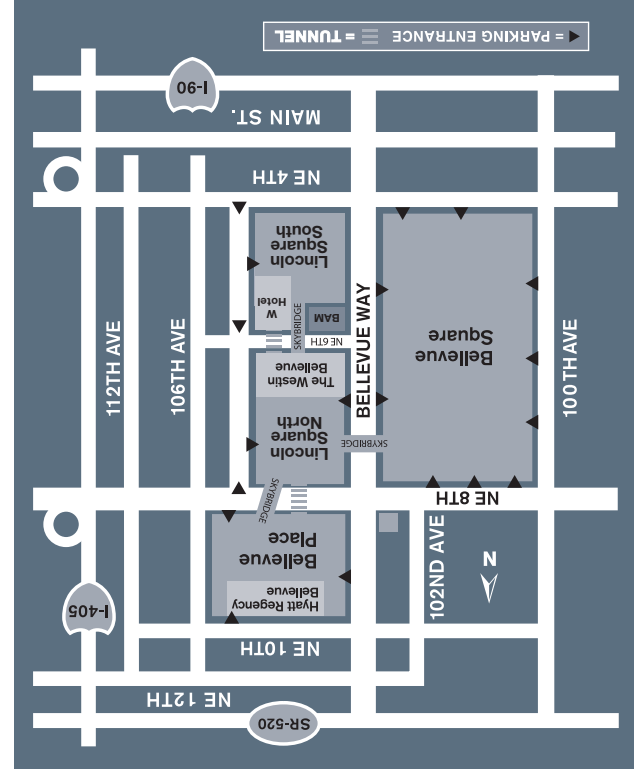 SR-520
NE 12TH
NE 10TH
I-405
N
102ND AVE
Hyatt Regency
Bellevue
Bellevue
Place
SKYBRIDGE
NE 8TH
SKYBRIDGE
100TH AVE
Bellevue
Square
BELLEVUE WAY
Lincoln
Square
North
The Westin
Bellevue
106TH AVE
112TH AVE
NE 6TH
SKYBRIDGE
BAM
W
Hotel
Lincoln
Square
South
NE 4TH
MAIN ST.
I-90
= PARKING ENTRANCE = TUNNEL